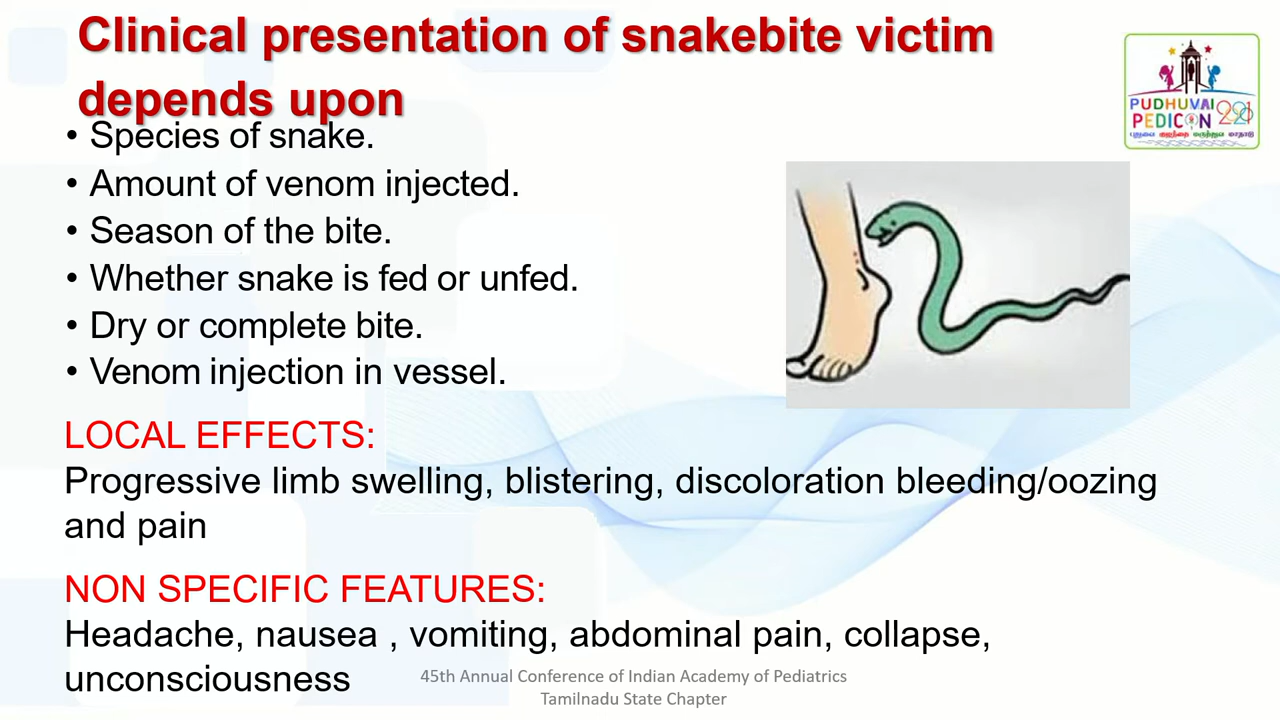 Clinical presentation of snakebite victim
depends upon
• Species of snake.
• Amount of venom injected.
• Season of the bite.
• Whether snake is fed or unfed.
• Dry or complete bite.
• Venom injection in vessel.
PUDHUVAI
PEDICON 2021
LOCAL EFFECTS:
Progressive limb swelling, blistering, discoloration bleeding/oozing
and pain
NON SPECIFIC FEATURES:
Headache, nausea , vomiting, abdominal pain, collapse,
unconsciousness
45th Annual Conference of Indian Academy of Pediatrics
Tamilnadu State Chapter